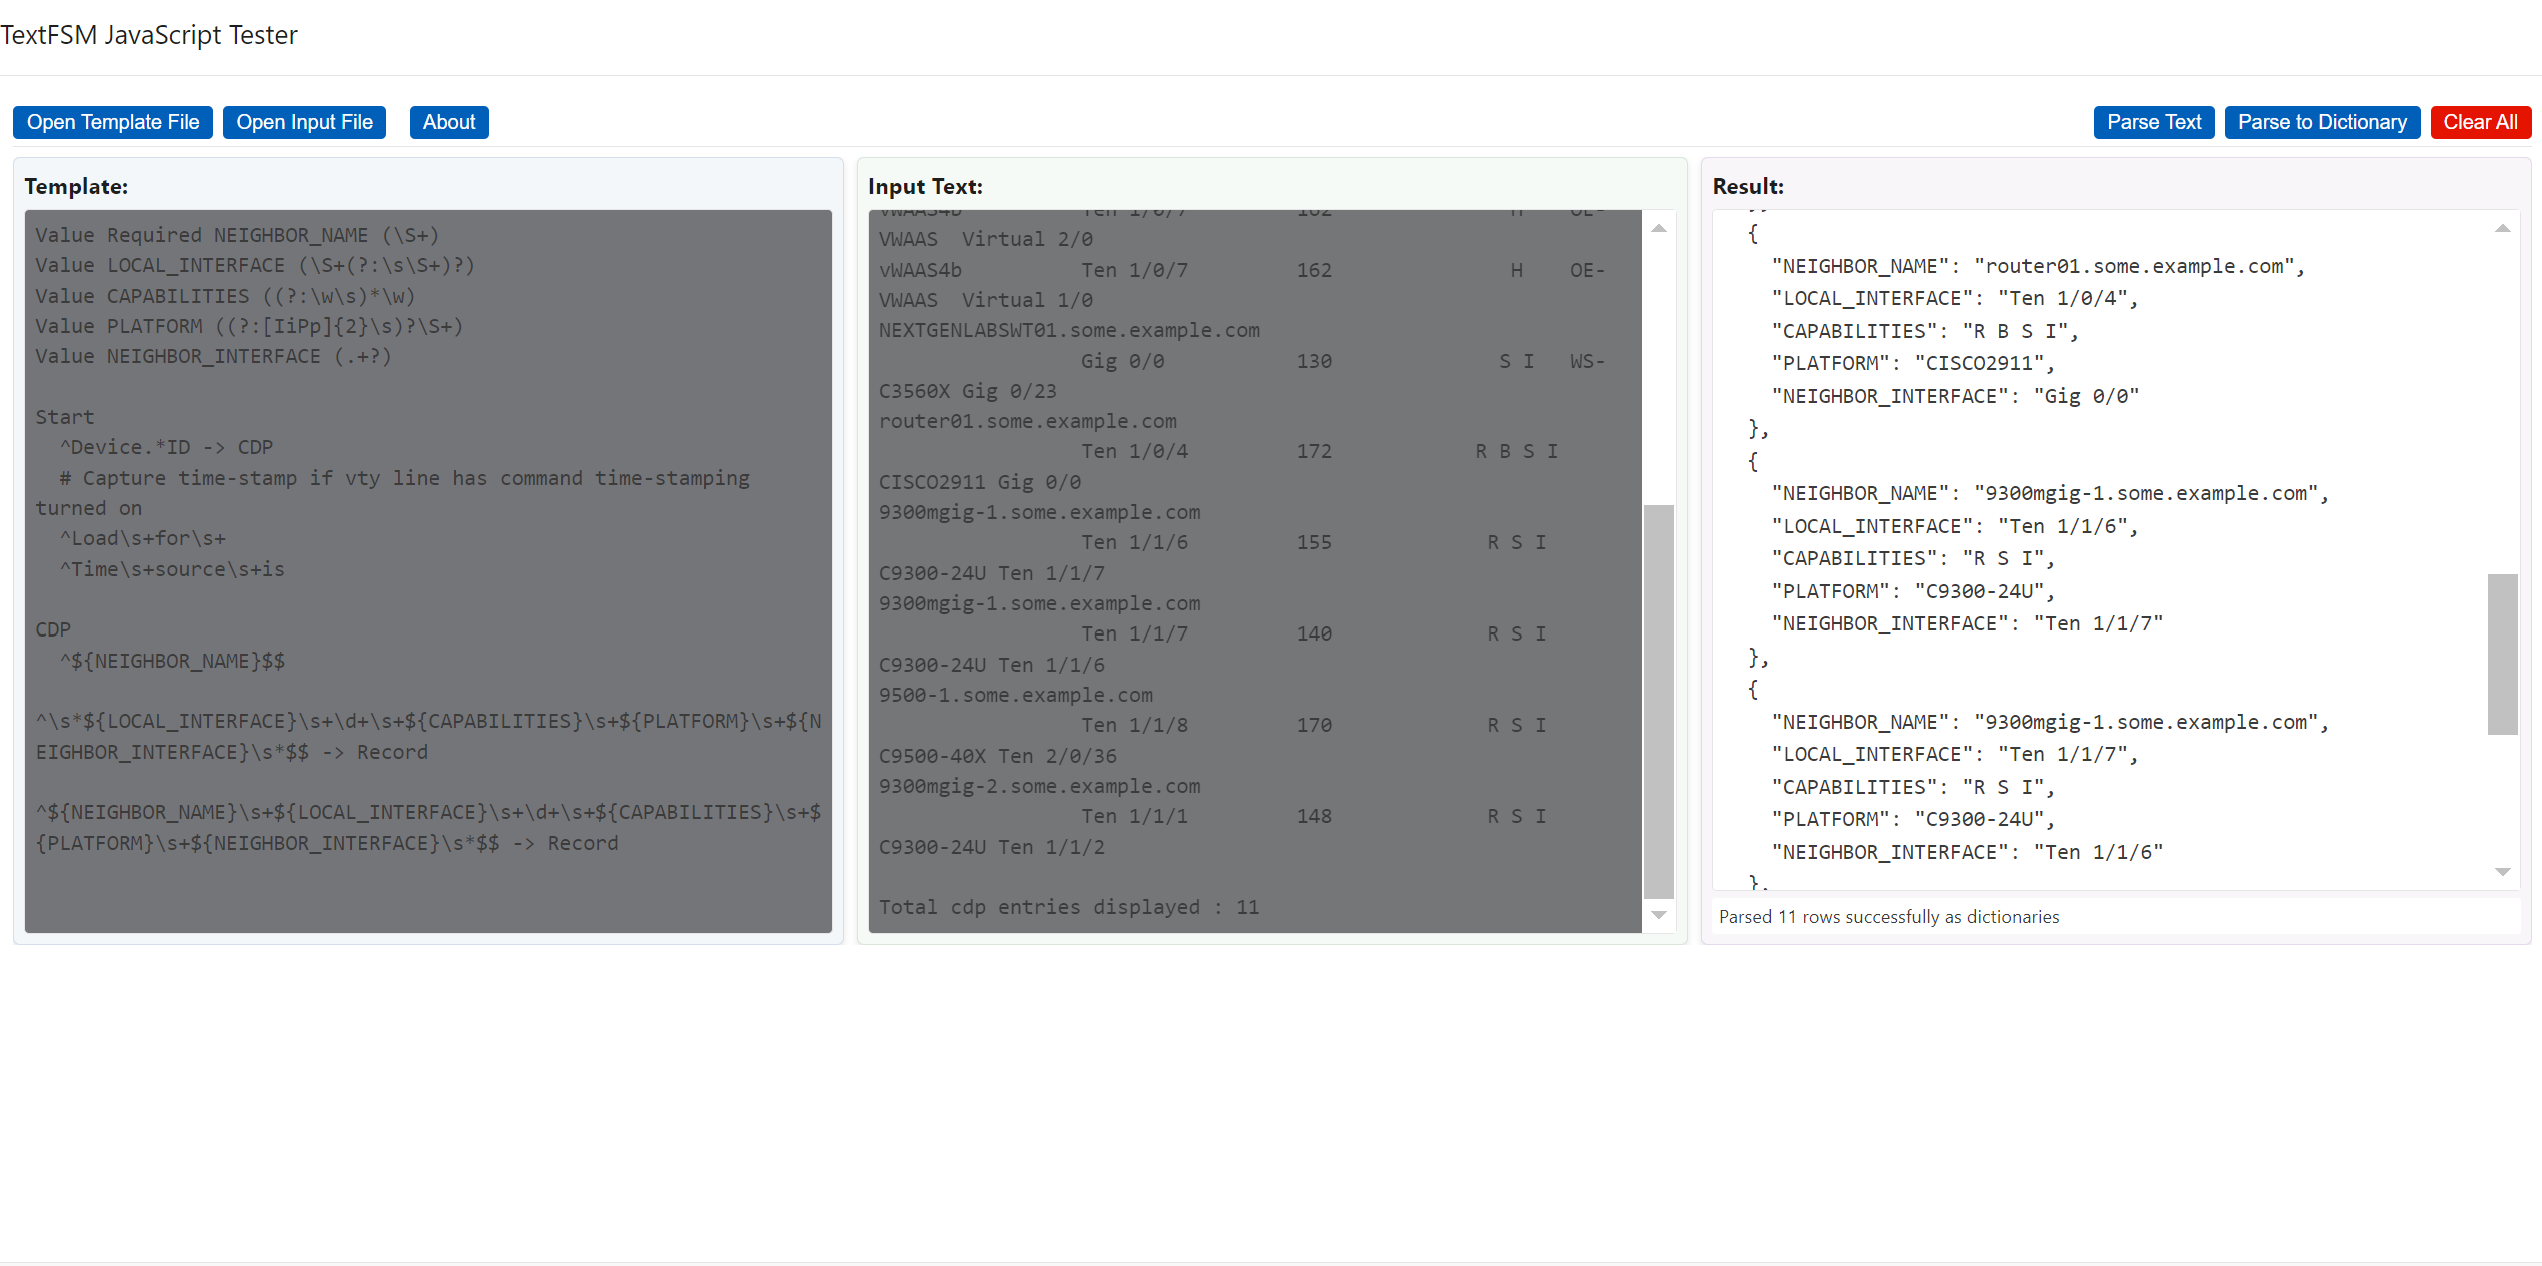 TextFSM JavaScript Tester
Open Template File Open Input File About Parse Text Parse to Dictionary Clear All
Template:
Value Required NEIGHBOR_NAME (\S+)
Value LOCAL_INTERFACE (\S+(?:\s\S+)?)
Value CAPABILITIES ((?:\w\s)*\w)
Value PLATFORM ((?:[IiPp]{2}\s)?\S+)
Value NEIGHBOR_INTERFACE (.+?)
Start
  ^Device.*ID -> CDP
  # Capture time-stamp if vty line has command time-stamping
turned on
  ^Load\s+for\s+
  ^Time\s+source\s+is
CDP
  ^${NEIGHBOR_NAME}$$
^\s*${LOCAL_INTERFACE}\s+\d+\s+${CAPABILITIES}\s+${PLATFORM}\s+${N
EIGHBOR_INTERFACE}\s*$$ -> Record
^${NEIGHBOR_NAME}\s+${LOCAL_INTERFACE}\s+\d+\s+${CAPABILITIES}\s+$
{PLATFORM}\s+${NEIGHBOR_INTERFACE}\s*$$ -> Record
Input Text:
vWAAS4b          Ten 1/0/7         162               H    OE-
VWAAS  Virtual 2/0
vWAAS4b          Ten 1/0/7         162               H    OE-
VWAAS  Virtual 1/0
NEXTGENLABSWT01.some.example.com
                 Gig 0/0           130              S I   WS-
C3560X Gig 0/23
router01.some.example.com
                 Ten 1/0/4         172            R B S I
CISCO2911 Gig 0/0
9300mgig-1.some.example.com
                 Ten 1/1/6         155             R S I
C9300-24U Ten 1/1/7
9300mgig-1.some.example.com
                 Ten 1/1/7         140             R S I
C9300-24U Ten 1/1/6
9500-1.some.example.com
                 Ten 1/1/8         170             R S I
C9500-40X Ten 2/0/36
9300mgig-2.some.example.com
                 Ten 1/1/1         148             R S I
C9300-24U Ten 1/1/2
Total cdp entries displayed : 11
Result:
},
{
"NEIGHBOR_NAME": "router01.some.example.com",
"LOCAL_INTERFACE": "Ten 1/0/4",
"CAPABILITIES": "R B S I",
"PLATFORM": "CISCO2911",
"NEIGHBOR_INTERFACE": "Gig 0/0"
},
{
"NEIGHBOR_NAME": "9300mgig-1.some.example.com",
"LOCAL_INTERFACE": "Ten 1/1/6",
"CAPABILITIES": "R S I",
"PLATFORM": "C9300-24U",
"NEIGHBOR_INTERFACE": "Ten 1/1/7"
},
{
"NEIGHBOR_NAME": "9300mgig-1.some.example.com",
"LOCAL_INTERFACE": "Ten 1/1/7",
"CAPABILITIES": "R S I",
"PLATFORM": "C9300-24U",
"NEIGHBOR_INTERFACE": "Ten 1/1/6"
},
Parsed 11 rows successfully as dictionaries